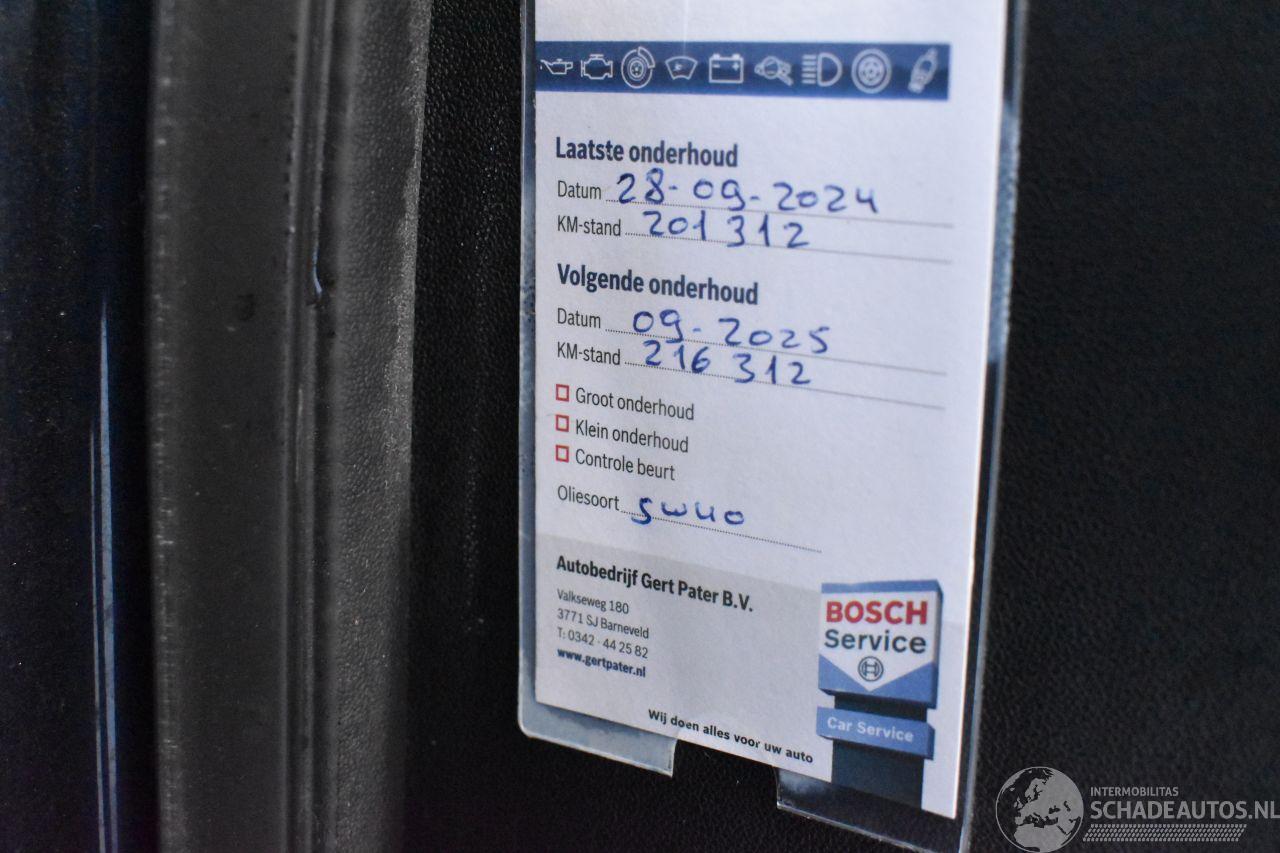 Laatste onderhoud
Datum 28-09-2024
KM-stand 201 312
Volgende onderhoud
Datum 09-2025
KM-stand 216 312
Groot onderhoud
Klein onderhoud
Controle beurt
Oliesoort 5W40
Autobedrijf Gert Pater B.V.
Valkseweg 180
3771 SJ Barneveld
T: 0342 - 44 25 82
www.gertpater.nl
Wij doen alles voor uw auto
BOSCH
Service
Car Service
INTERMOBILITAS
SCHADEAUTOS.NL